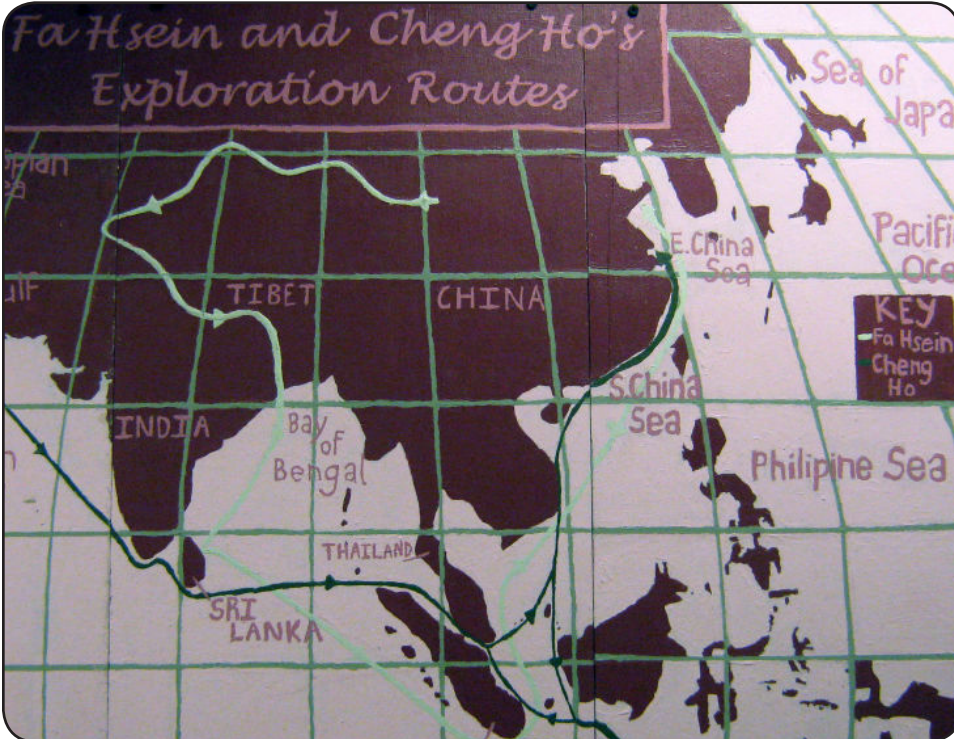 Fa Hsein and Cheng Ho's
Exploration Routes
Sea of
Japa
Pacific
Oce
E.China
Sea
TIBET
CHINA
KEY
Fa Hsein
Cheng
Ho
S.China
Sea
INDIA
Bay
of
Bengal
Philipine Sea
THAILAND
SRI
LANKA